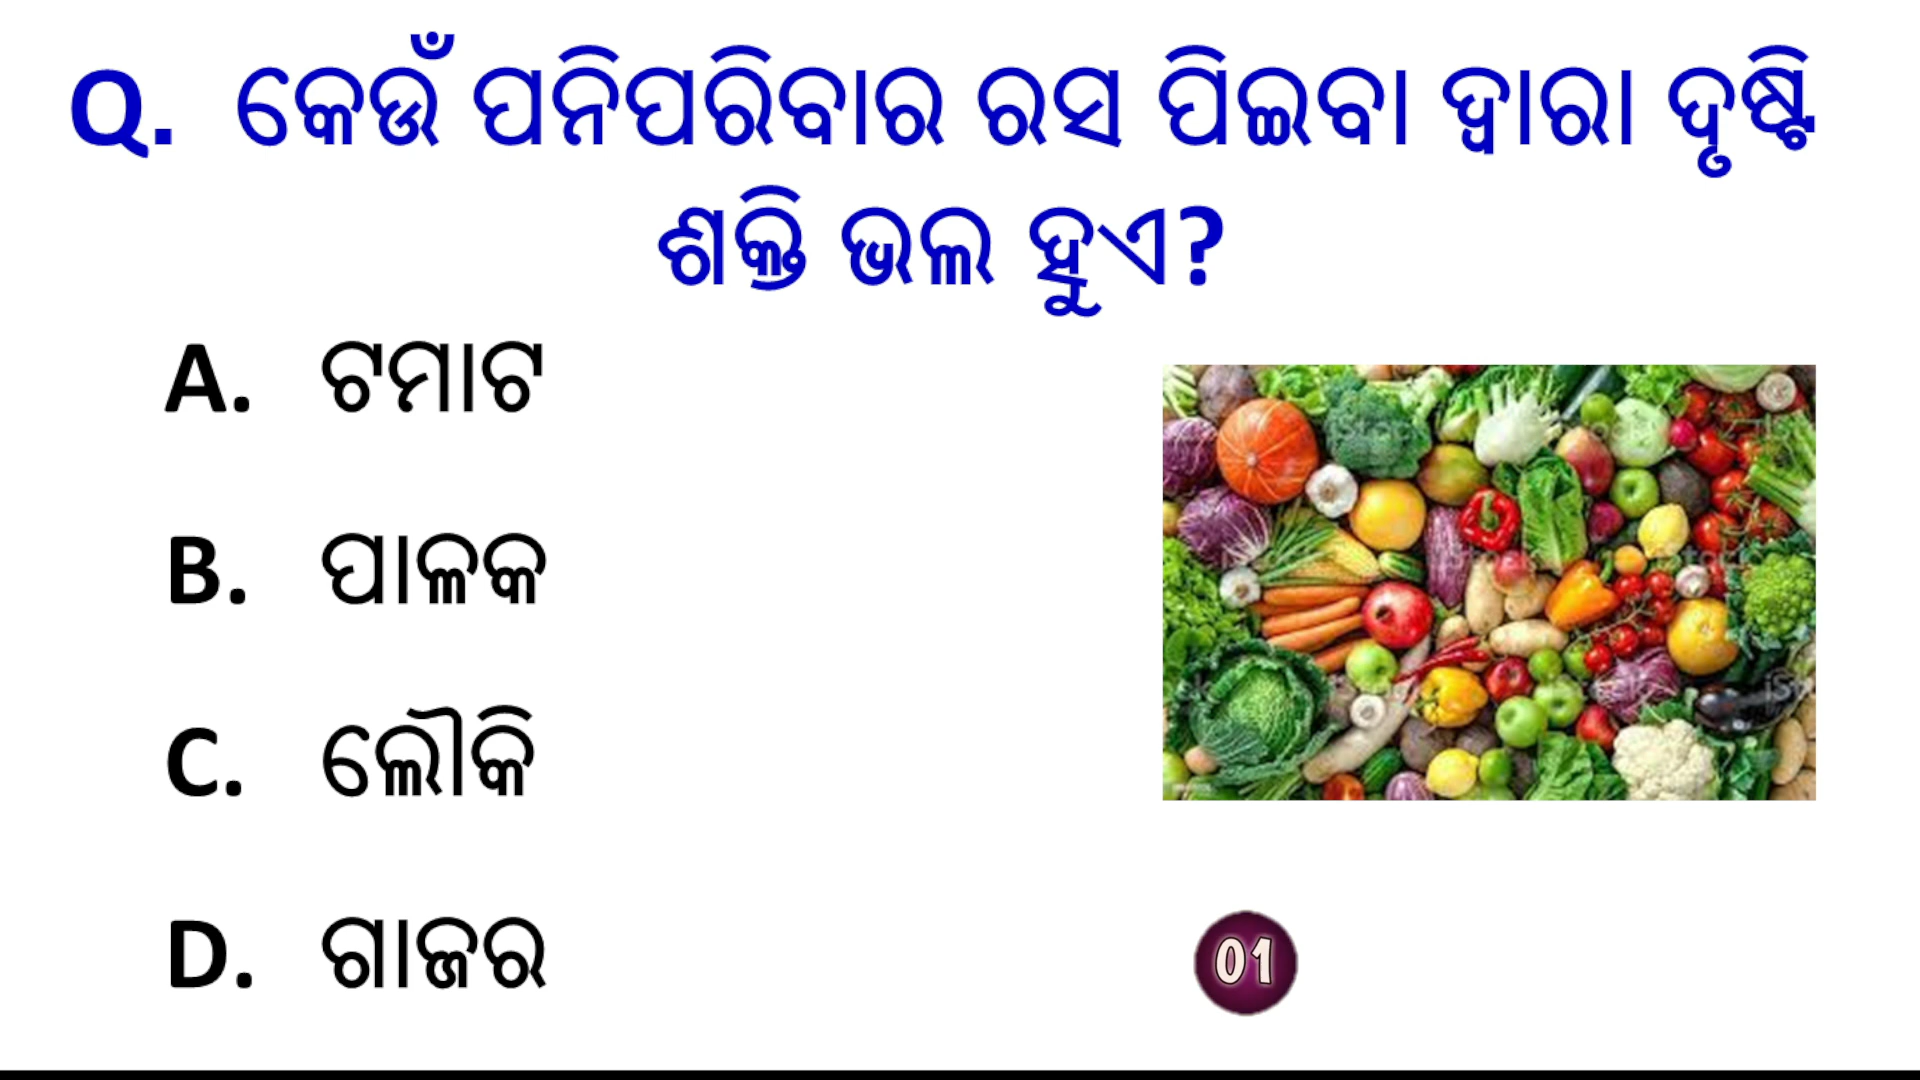 Q. କେଉଁ ପନିପରିବାର ରସ ପିଇବା ଦ୍ୱାରା ଦୃଷ୍ଟି
ଶକ୍ତି ଭଲ ହୁଏ?
A. ଟମାଟ
B. ପାଳକ
C. ଲୌକି
D. ଗାଜର
01